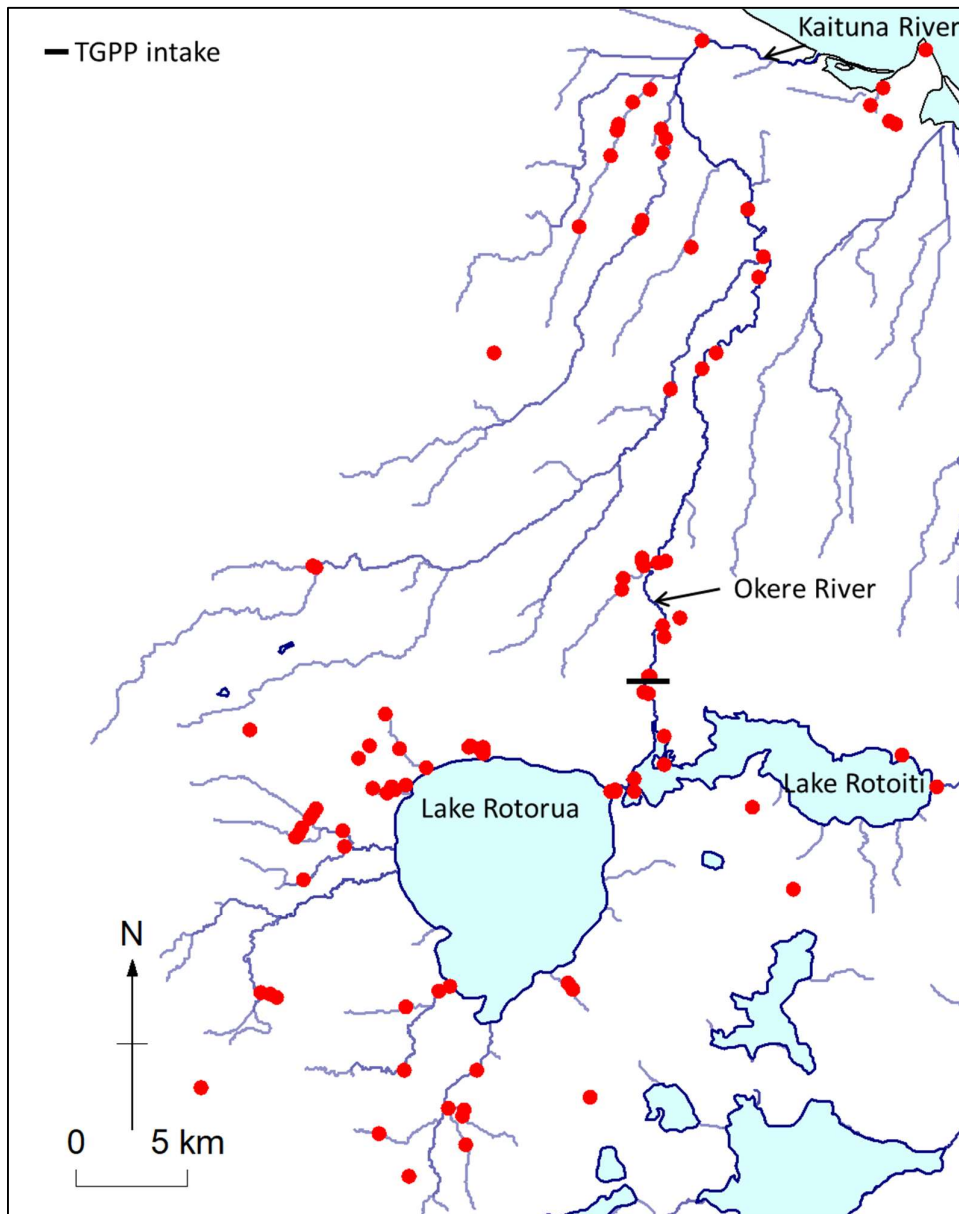 Kaituna River
TGPP intake
Okere River
Lake Rotoiti
Lake Rotorua
N
0 5 km